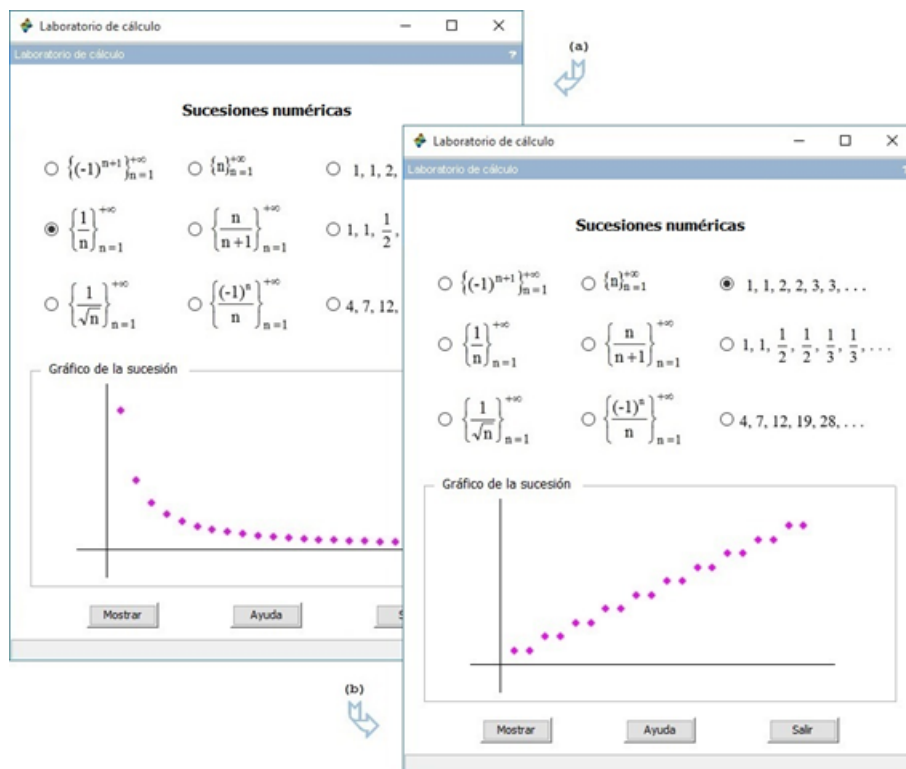 Laboratorio de cálculo
Laboratorio de cálculo ?
Sucesiones numéricas
{(-1)^{n+1}}_{n=1}^{+∞} {n}_{n=1}^{+∞} 1, 1, 2,
{1/n}_{n=1}^{+∞} {n/(n+1)}_{n=1}^{+∞} 1, 1, 1/2,
{1/√n}_{n=1}^{+∞} {(-1)^n/n}_{n=1}^{+∞} 4, 7, 12,
Gráfico de la sucesión
Mostrar Ayuda S
(a)
Laboratorio de cálculo
Laboratorio de cálculo ?
Sucesiones numéricas
{(-1)^{n+1}}_{n=1}^{+∞} {n}_{n=1}^{+∞} 1, 1, 2, 2, 3, 3, . . .
{1/n}_{n=1}^{+∞} {n/(n+1)}_{n=1}^{+∞} 1, 1, 1/2, 1/2, 1/3, 1/3, . . .
{1/√n}_{n=1}^{+∞} {(-1)^n/n}_{n=1}^{+∞} 4, 7, 12, 19, 28, . . .
Gráfico de la sucesión
Mostrar Ayuda Salir
(b)